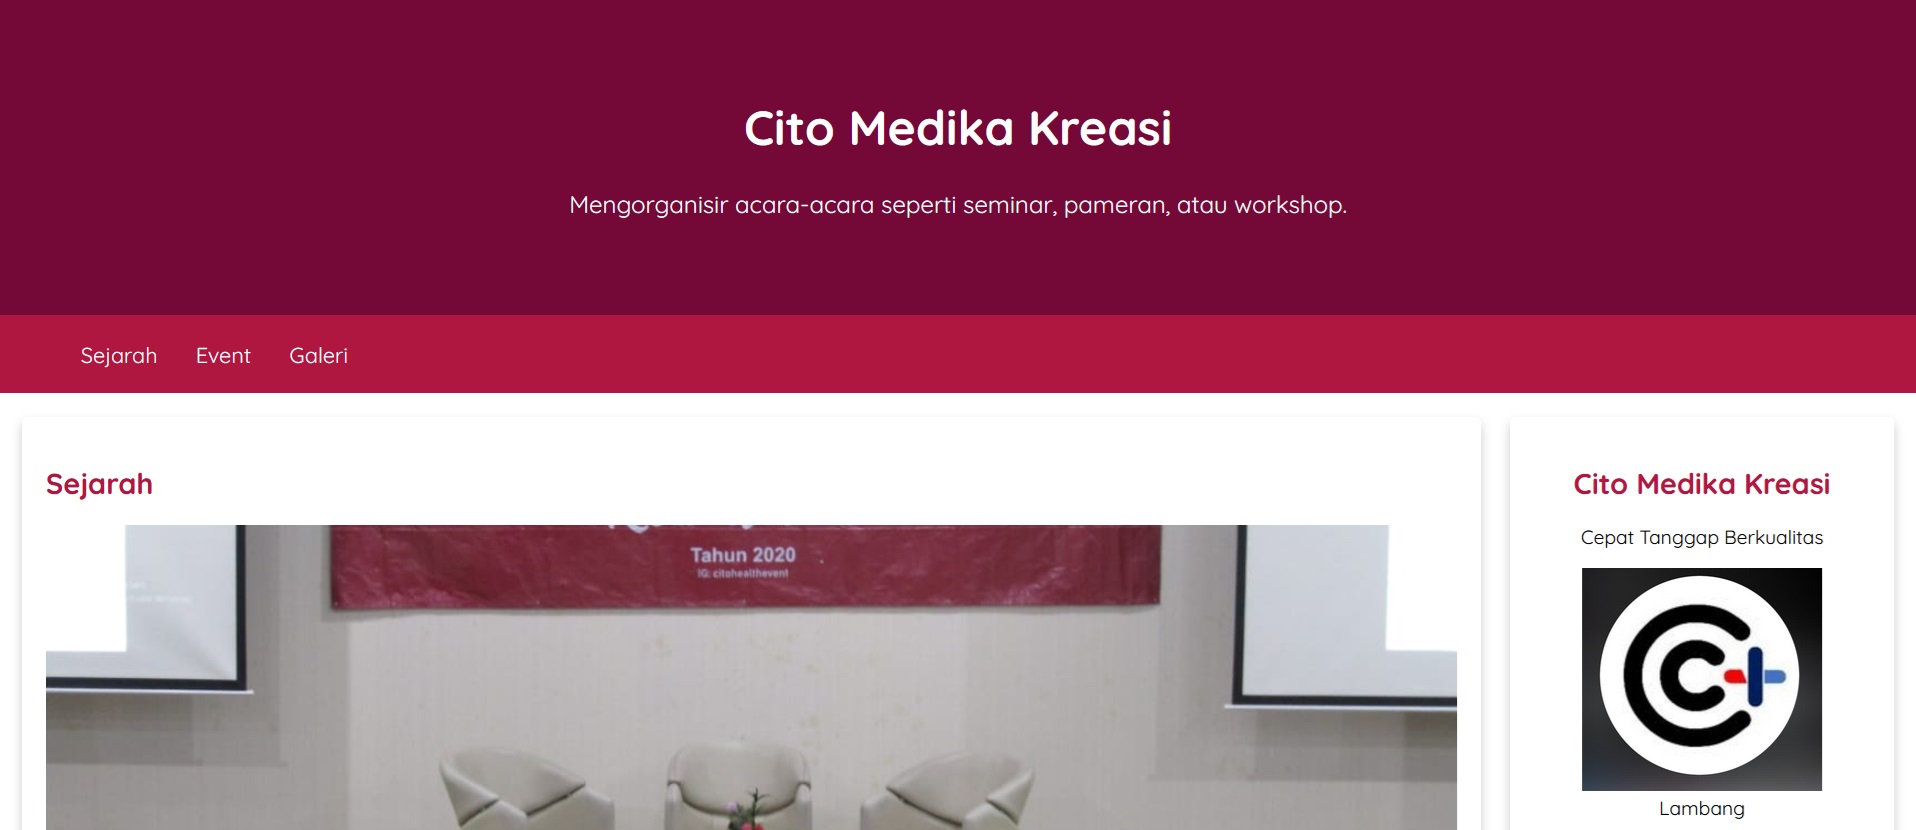 Cito Medika Kreasi
Mengorganisir acara-acara seperti seminar, pameran, atau workshop.
Sejarah
Event
Galeri
Sejarah
Tahun 2020
IG: citohealthevent
Cito Medika Kreasi
Cepat Tanggap Berkualitas
Lambang